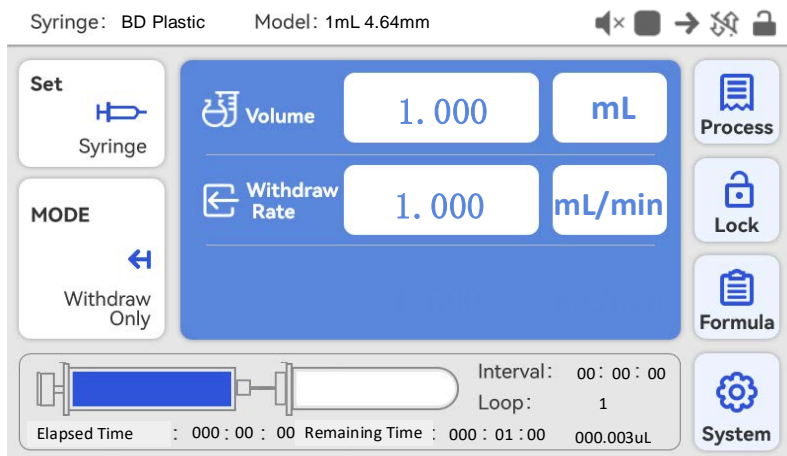 Syringe: BD Plastic Model: 1mL 4.64mm
Set
Syringe
MODE
Withdraw
Only
Volume 1.000 mL
Withdraw
Rate 1.000 mL/min
Process
Lock
Formula
System
Interval: 00: 00: 00
Loop: 1
Elapsed Time : 000: 00 : 00 Remaining Time : 000 : 01 : 00 000.003uL